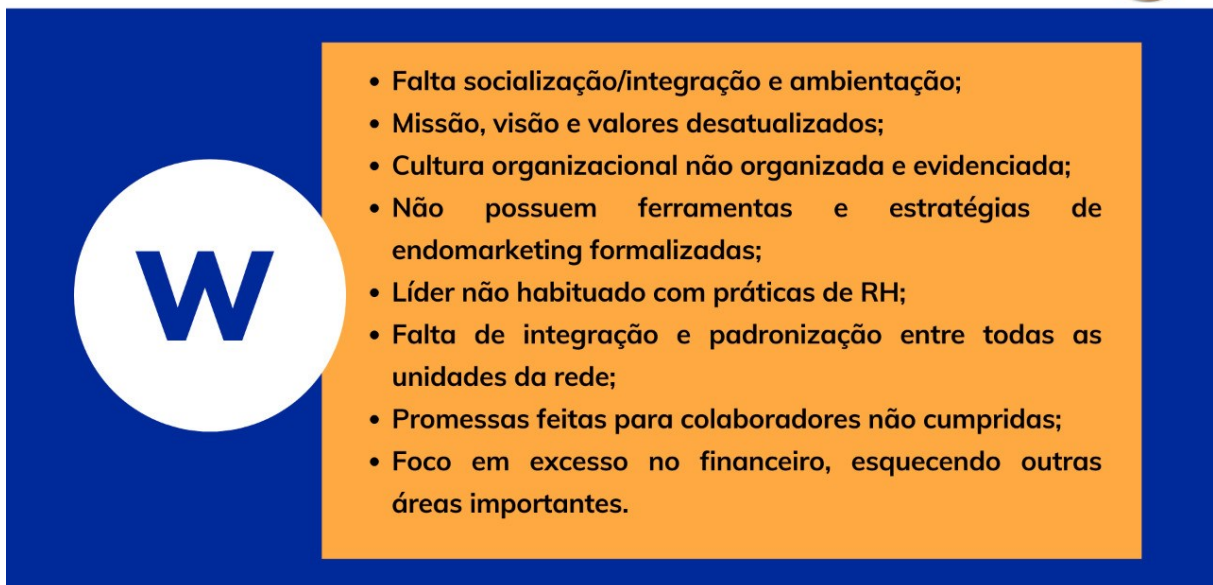 W
• Falta socialização/integração e ambientação;
• Missão, visão e valores desatualizados;
• Cultura organizacional não organizada e evidenciada;
• Não possuem ferramentas e estratégias de
endomarketing formalizadas;
• Líder não habituado com práticas de RH;
• Falta de integração e padronização entre todas as
unidades da rede;
• Promessas feitas para colaboradores não cumpridas;
• Foco em excesso no financeiro, esquecendo outras
áreas importantes.